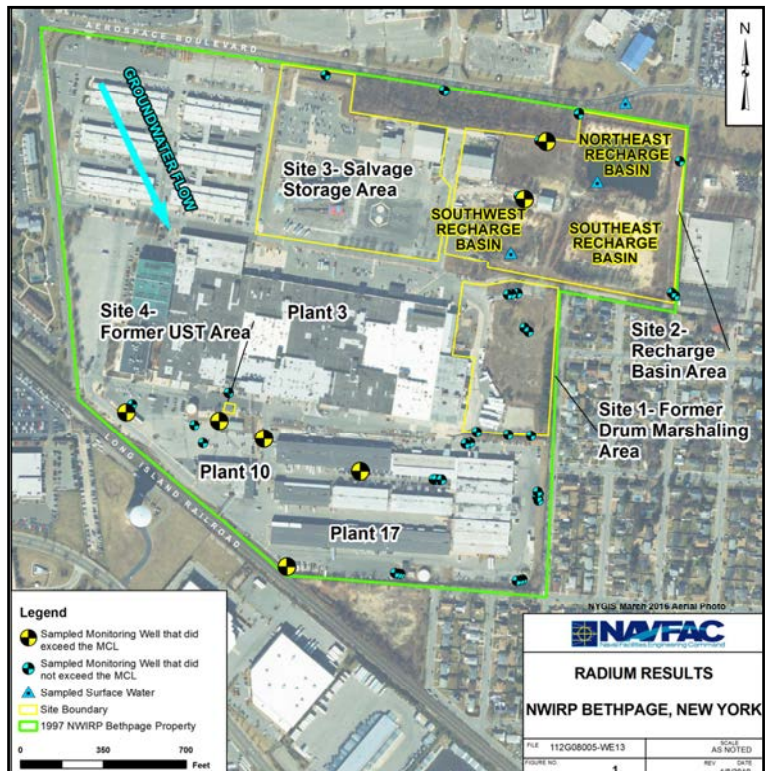 AEROSPACE BOULEVARD
N
GROUNDWATER FLOW
Site 3- Salvage
Storage Area
NORTHEAST
RECHARGE
BASIN
SOUTHWEST
RECHARGE
BASIN
SOUTHEAST
RECHARGE
BASIN
Site 4-
Former UST Area
Plant 3
Site 2-
Recharge
Basin Area
Site 1- Former
Drum Marshaling
Area
Plant 10
LONG ISLAND RAILROAD
Plant 17
NYGIS March 2016 Aerial Photo
Legend
Sampled Monitoring Well that did
exceed the MCL
Sampled Monitoring Well that did
not exceed the MCL
Sampled Surface Water
Site Boundary
1997 NWIRP Bethpage Property
0 350 700
Feet
NAVFAC
Naval Facilities Engineering Command
RADIUM RESULTS
NWIRP BETHPAGE, NEW YORK
FILE 112G08005-WE13
SCALE
AS NOTED
FIGURE NO.
1
REV DATE